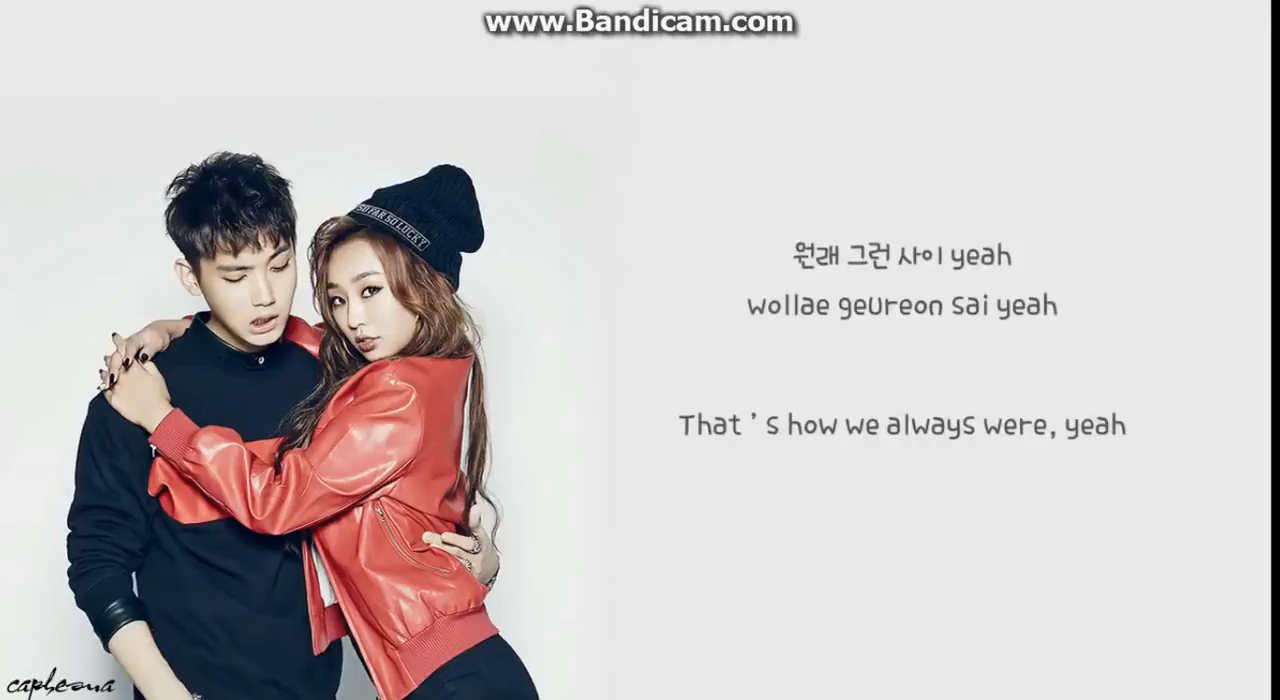 www.Bandicam.com
SO FAR SO LUCKY
원래 그런 사이 yeah
wollae geureon sai yeah
That's how we always were, yeah